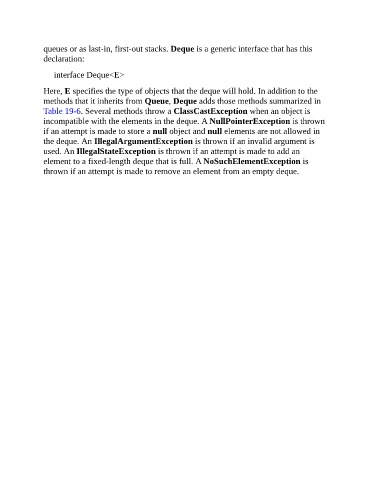 queues or as last-in, first-out stacks. Deque is a generic interface that has this
declaration:
interface Deque<E>
Here, E specifies the type of objects that the deque will hold. In addition to the
methods that it inherits from Queue, Deque adds those methods summarized in
Table 19-6. Several methods throw a ClassCastException when an object is
incompatible with the elements in the deque. A NullPointerException is thrown
if an attempt is made to store a null object and null elements are not allowed in
the deque. An IllegalArgumentException is thrown if an invalid argument is
used. An IllegalStateException is thrown if an attempt is made to add an
element to a fixed-length deque that is full. A NoSuchElementException is
thrown if an attempt is made to remove an element from an empty deque.